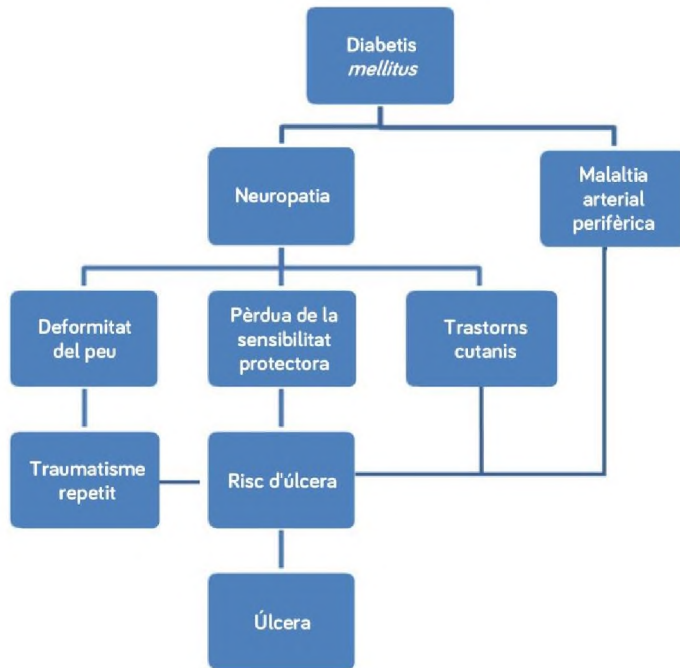 Diabetis
mellitus
Neuropatia
Malaltia
arterial
perifèrica
Deformitat
del peu
Pèrdua de la
sensibilitat
protectora
Trastorns
cutanis
Traumatisme
repetit
Risc d'úlcera
Úlcera